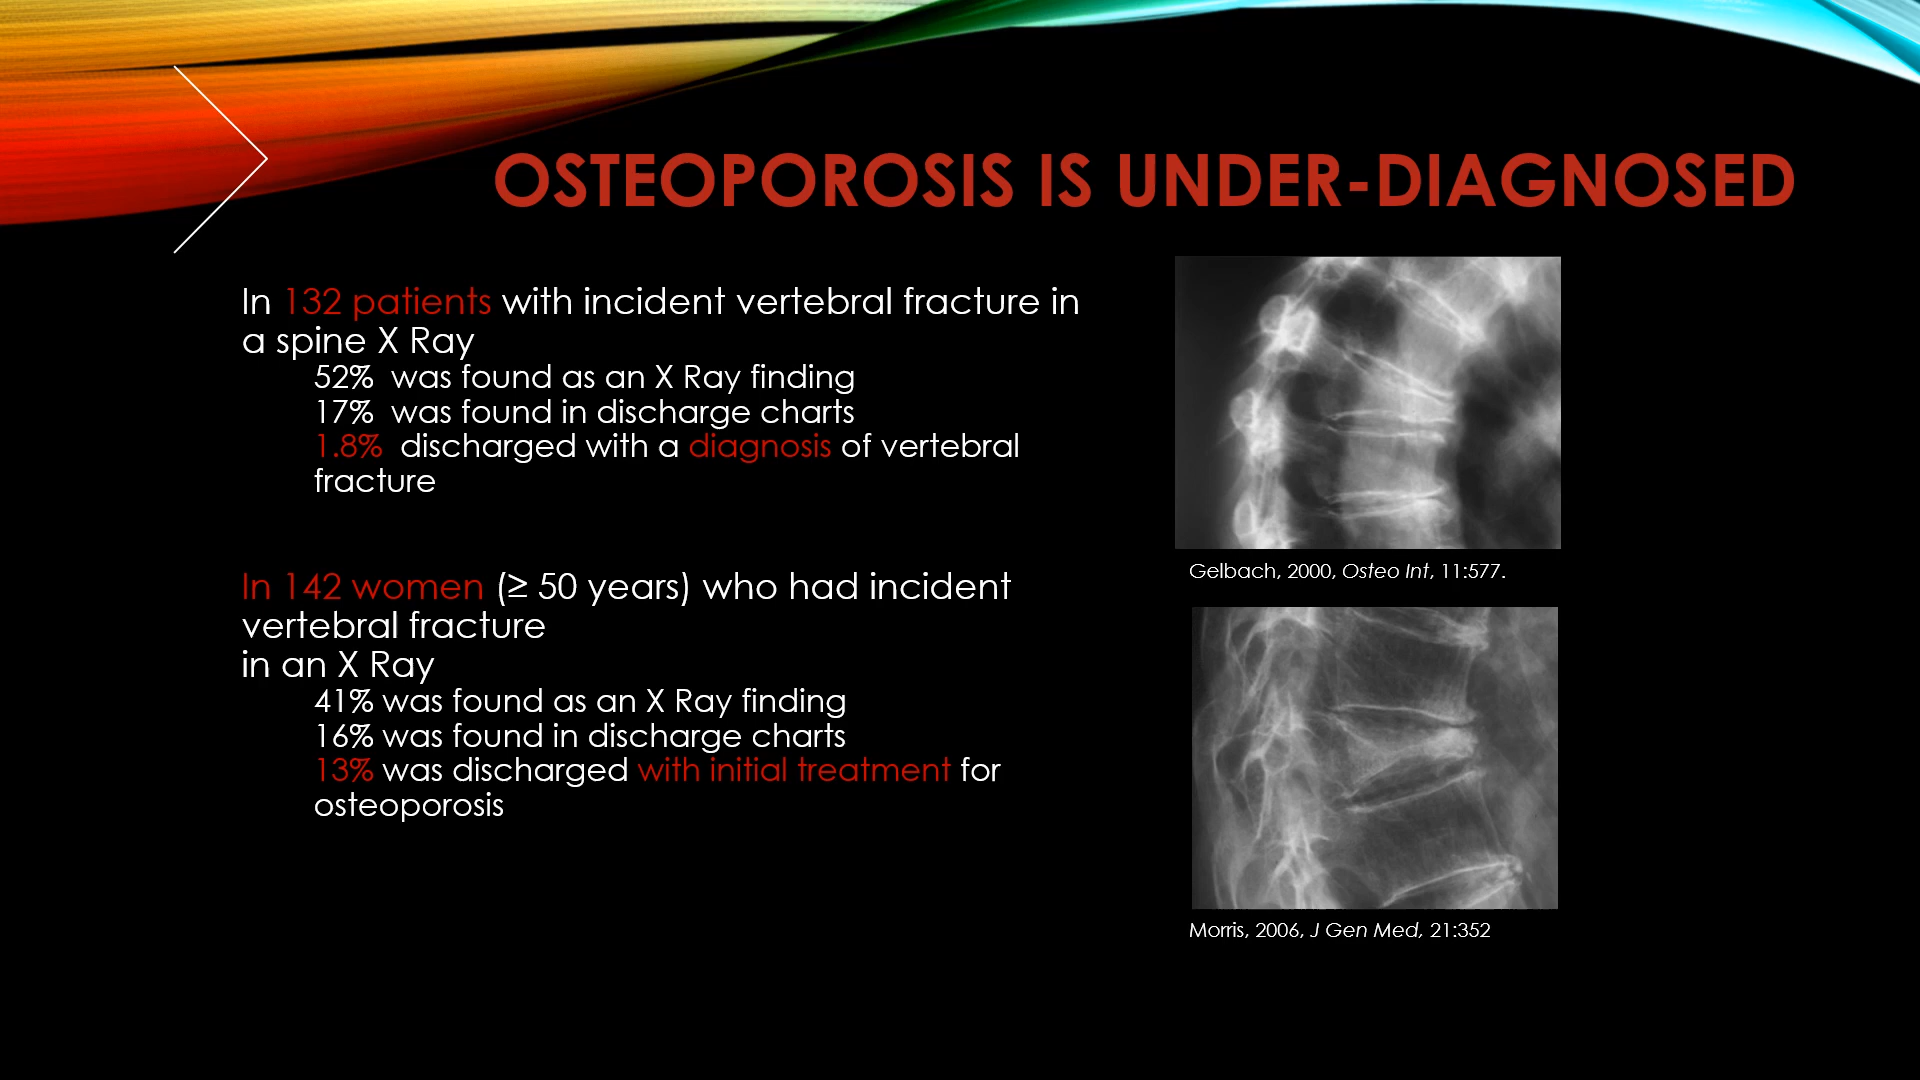 OSTEOPOROSIS IS UNDER-DIAGNOSED
In 132 patients with incident vertebral fracture in
a spine X Ray
52% was found as an X Ray finding
17% was found in discharge charts
1.8% discharged with a diagnosis of vertebral
fracture
In 142 women (≥ 50 years) who had incident
vertebral fracture
in an X Ray
41% was found as an X Ray finding
16% was found in discharge charts
13% was discharged with initial treatment for
osteoporosis
Gelbach, 2000, Osteo Int, 11:577.
Morris, 2006, J Gen Med, 21:352